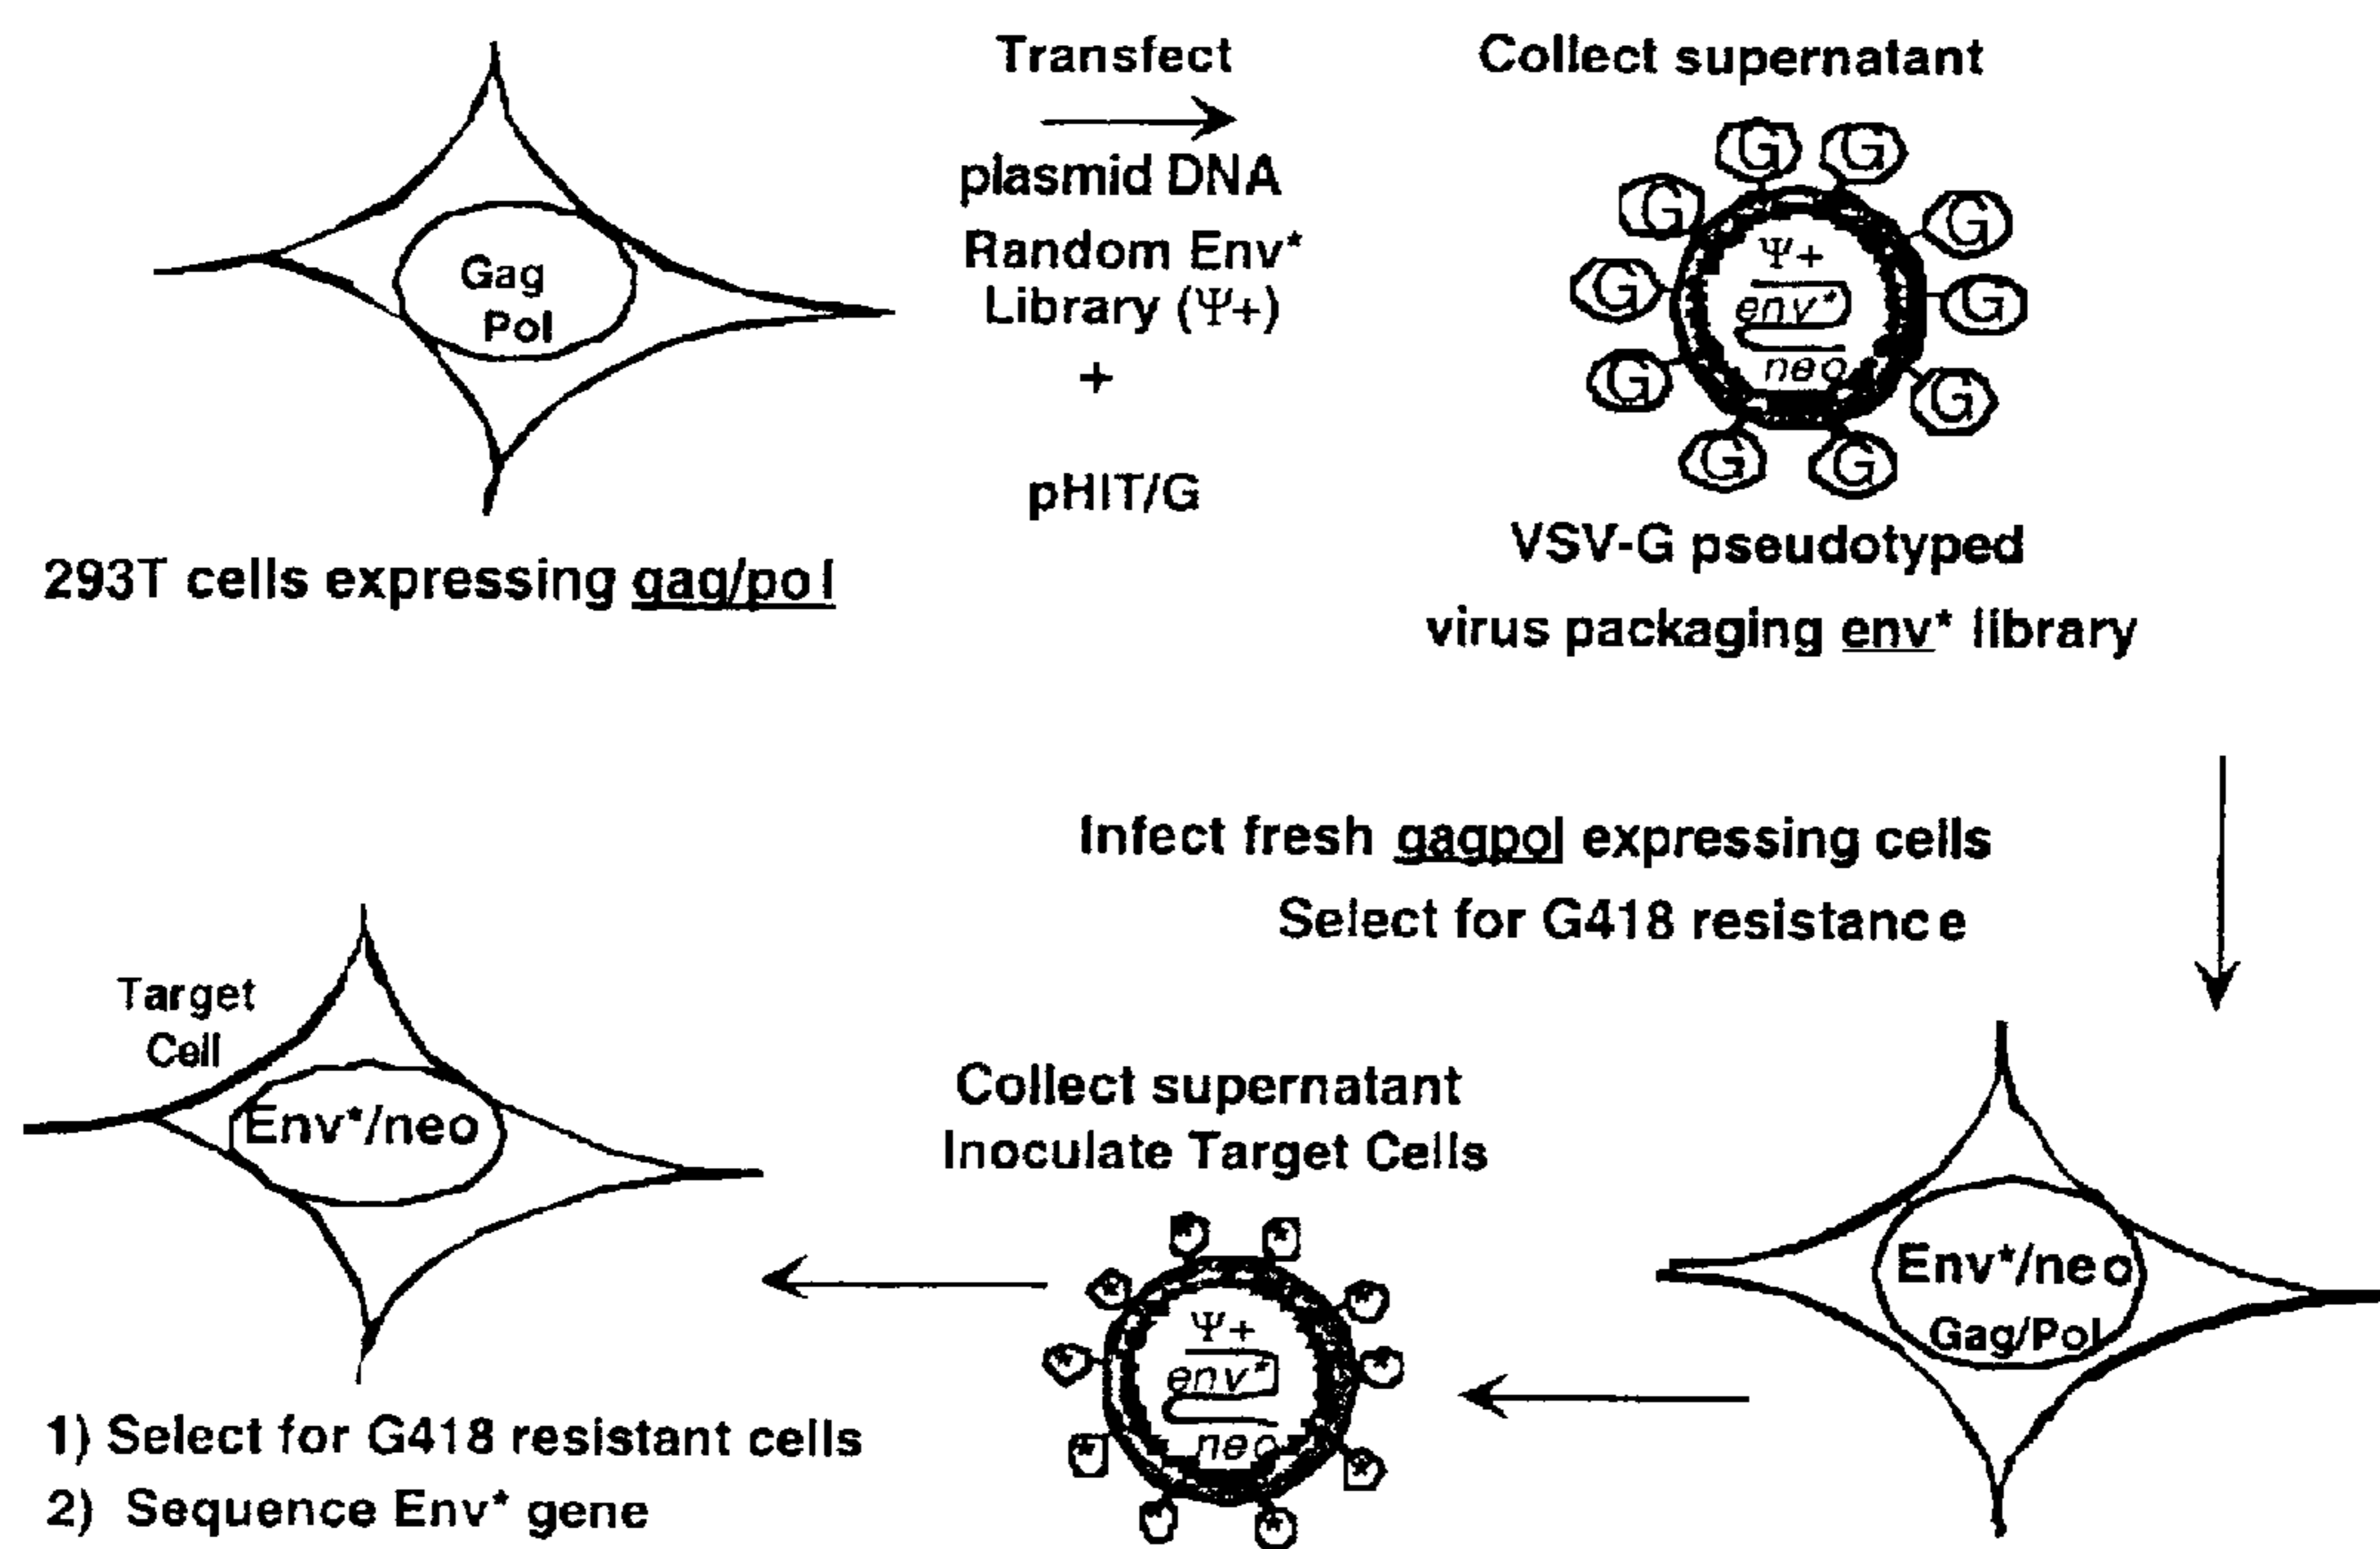 Transfect
plasmid DNA
Random Env*
Library (Ψ+)
+
pHIT/G
Gag
Pol
293T cells expressing gag/pol
Collect supernatant
G
G
G
G
G
G
G
G
G
G
Ψ+
env*
neo
VSV-G pseudotyped
virus packaging env* library
Infect fresh gagpol expressing cells
Select for G418 resistance
Env*/neo
Gag/Pol
Collect supernatant
Inoculate Target Cells
*
*
*
*
*
*
*
*
*
*
Ψ+
env*
neo
Target
Cell
Env*/neo
1) Select for G418 resistant cells
2) Sequence Env* gene